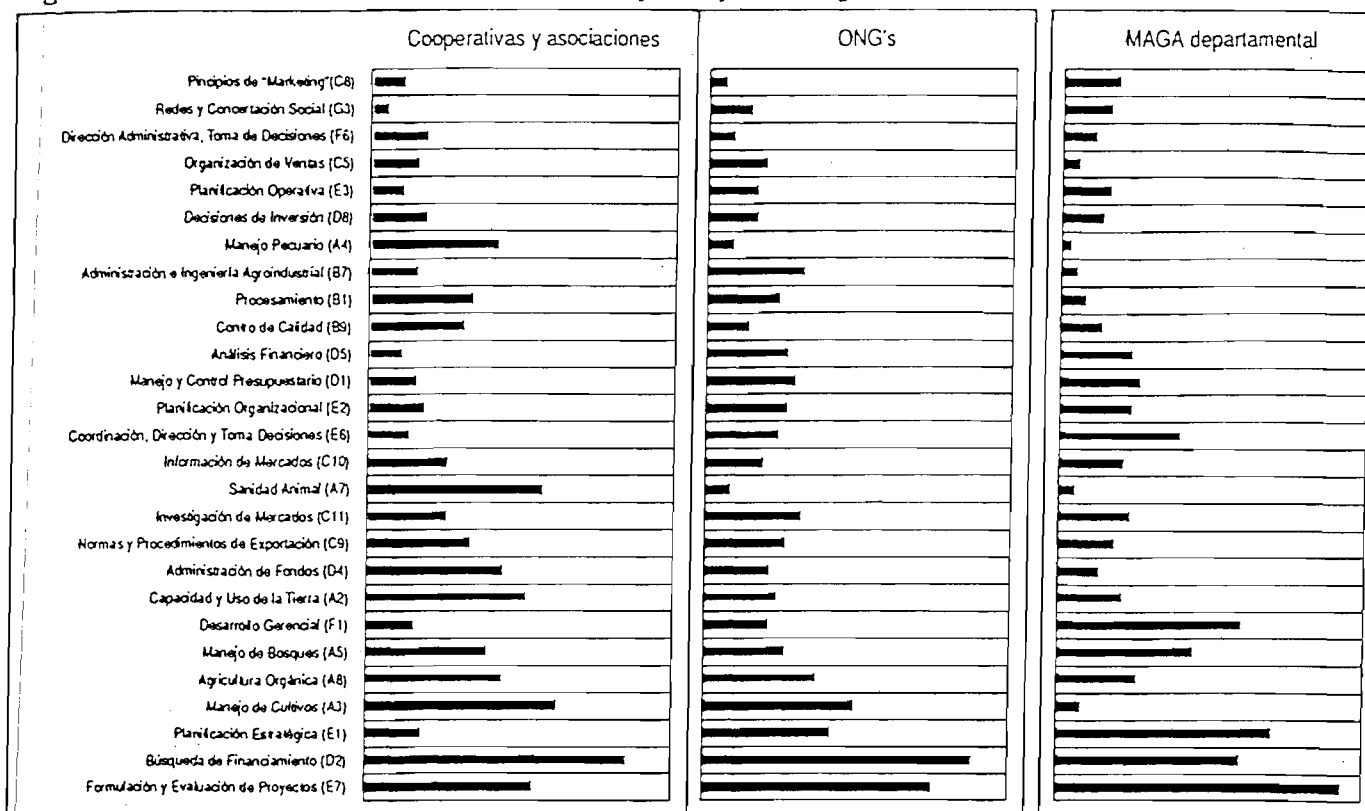 Cooperativas y asociaciones
ONG's
MAGA departamental
Pincipios de "Marketing"(C8)
Redes y Concertación Social (G3)
Dirección Administrativa, Toma de Decisiones (F6)
Organización de Ventas (C5)
Planificación Operativa (E3)
Decisiones de Inversión (D8)
Manejo Pecuario (A4)
Administración e Ingeniería Agroindustrial (B7)
Procesamiento (B1)
Contro de Calidad (B9)
Análisis Financiero (D5)
Manejo y Control Presupuestario (D1)
Planificación Organizacional (E2)
Coordinación, Dirección y Toma Decisiones (E6)
Información de Mercados (C10)
Sanidad Animal (A7)
Investigación de Mercados (C11)
Normas y Procedimientos de Exportación (C9)
Administración de Fondos (D4)
Capacidad y Uso de la Tierra (A2)
Desarrollo Gerencial (F1)
Manejo de Bosques (A5)
Agricultura Orgánica (A8)
Manejo de Cultivos (A3)
Planificación Estratégica (E1)
Búsqueda de Financiamiento (D2)
Formulación y Evaluación de Proyectos (E7)